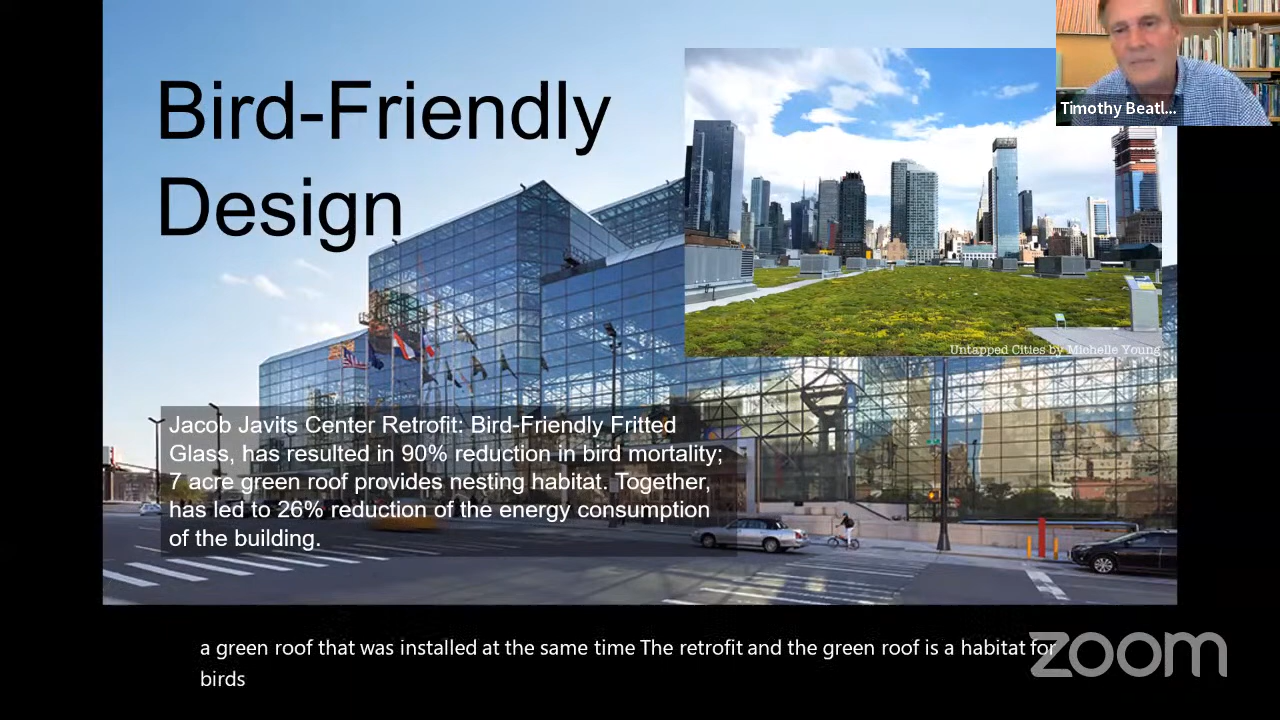 Bird-Friendly
Design
Timothy Beatl...
Untapped Cities by Michelle Young
Jacob Javits Center Retrofit: Bird-Friendly Fritted
Glass, has resulted in 90% reduction in bird mortality;
7 acre green roof provides nesting habitat. Together,
has led to 26% reduction of the energy consumption
of the building.
a green roof that was installed at the same time The retrofit and the green roof is a habitat for
birds
zoom